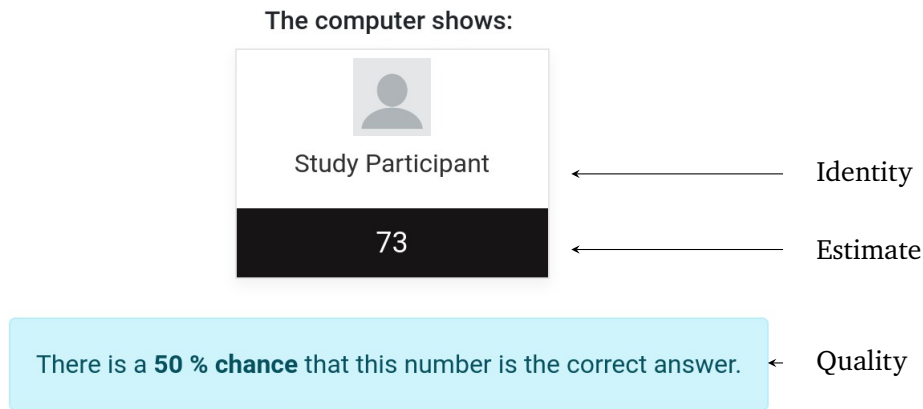 The computer shows:
Study Participant
Identity
73
Estimate
There is a 50 % chance that this number is the correct answer.
Quality